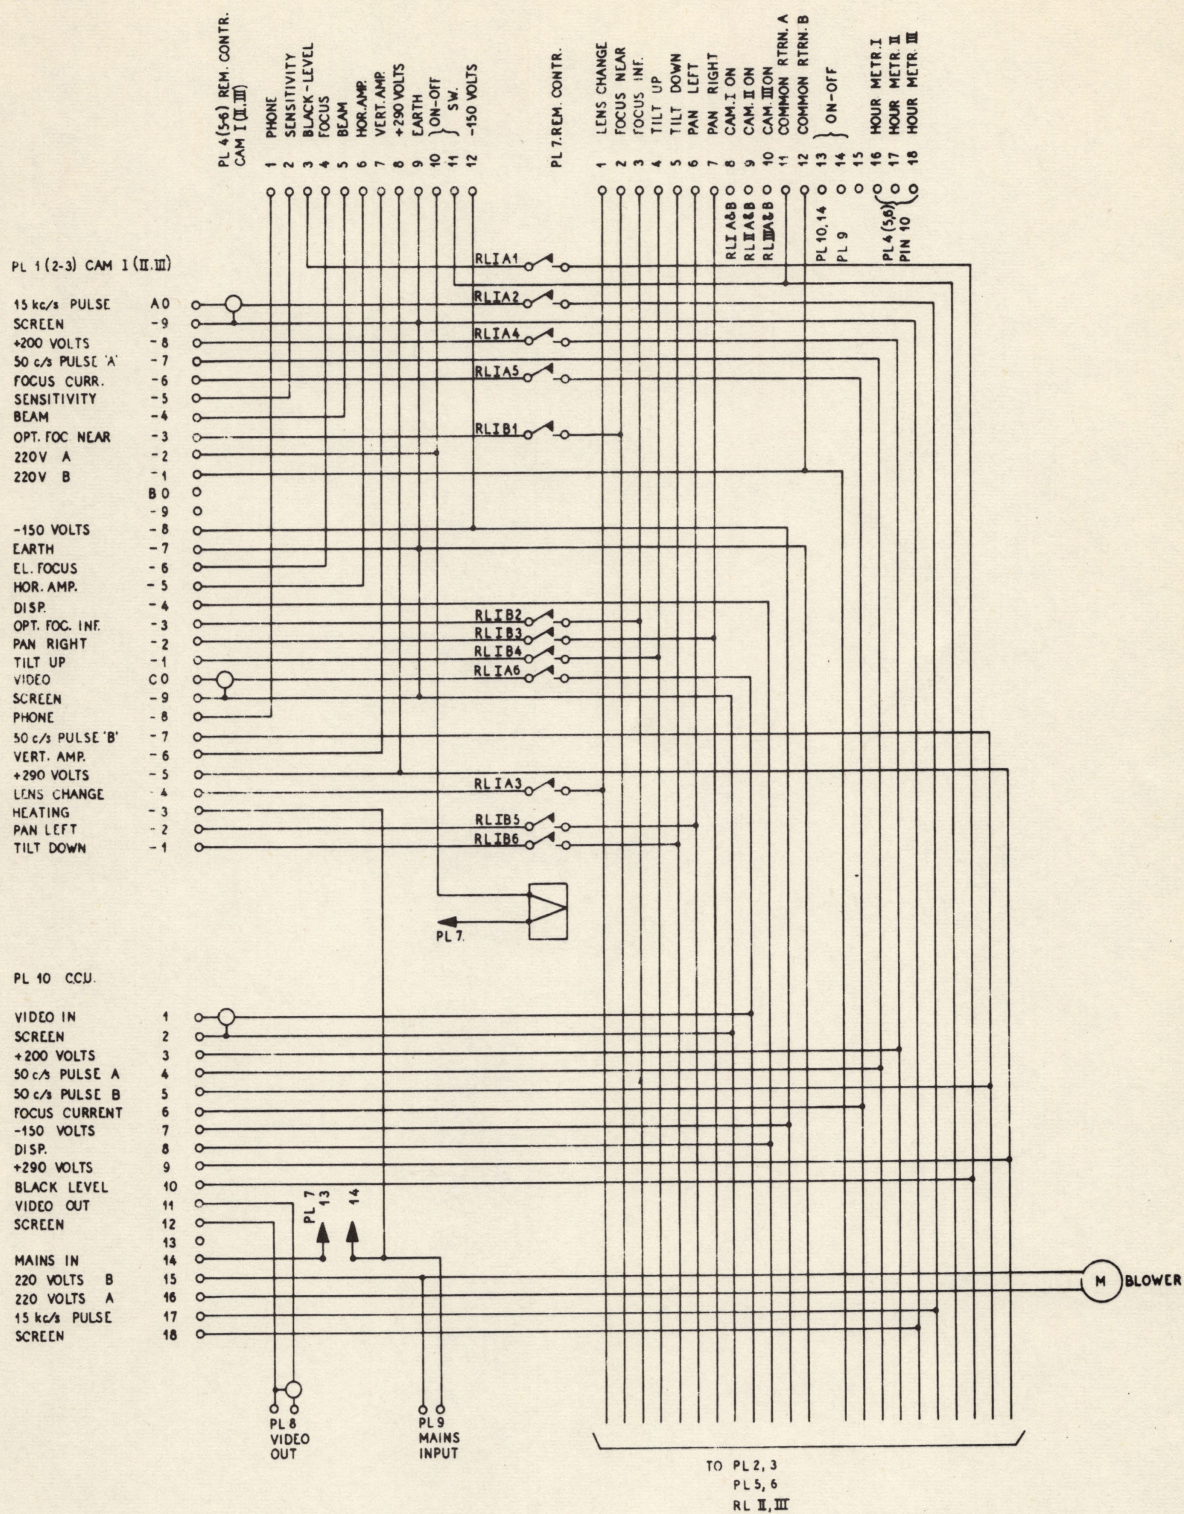 PL 4 (5-6) REM. CONTR.
CAM I (II.III)
1 PHONE
2 SENSITIVITY
3 BLACK-LEVEL
4 FOCUS
5 BEAM
6 HOR.AMP.
7 VERT.AMP.
8 +290 VOLTS
9 EARTH
10 } ON-OFF
11 } SW.
12 -150 VOLTS
PL 7. REM. CONTR.
1 LENS CHANGE
2 FOCUS NEAR
3 FOCUS INF.
4 TILT UP
5 TILT DOWN
6 PAN LEFT
7 PAN RIGHT
8 CAM. I ON
9 CAM. II ON
10 CAM. III ON
11 COMMON RTRN. A
12 COMMON RTRN. B
13 } ON-OFF
14 }
15
16 HOUR METR. I
17 HOUR METR. II
18 HOUR METR. III
RLI A&B
RL II A&B
RL III A&B
PL 10, 14
PL 9
PL 4 (5,6)
PIN 10
PL 1 (2-3) CAM I (II.III)
15 kc/s PULSE A 0
SCREEN - 9
+200 VOLTS - 8
50 c/s PULSE 'A' - 7
FOCUS CURR. - 6
SENSITIVITY - 5
BEAM - 4
OPT. FOC NEAR - 3
220V A - 2
220V B - 1
B 0
- 9
-150 VOLTS - 8
EARTH - 7
EL. FOCUS - 6
HOR. AMP. - 5
DISP. - 4
OPT. FOC. INF. - 3
PAN RIGHT - 2
TILT UP - 1
VIDEO C 0
SCREEN - 9
PHONE - 8
50 c/s PULSE 'B' - 7
VERT. AMP. - 6
+290 VOLTS - 5
LENS CHANGE - 4
HEATING - 3
PAN LEFT - 2
TILT DOWN - 1
RLIA1
RLIA2
RLIA4
RLIA5
RLIB1
RLIB2
RLIB3
RLIB4
RLIA6
RLIA3
RLIB5
RLIB6
PL 7.
PL 10 C.C.U.
VIDEO IN 1
SCREEN 2
+200 VOLTS 3
50 c/s PULSE A 4
50 c/s PULSE B 5
FOCUS CURRENT 6
-150 VOLTS 7
DISP. 8
+290 VOLTS 9
BLACK LEVEL 10
VIDEO OUT 11
SCREEN 12
13
MAINS IN 14
220 VOLTS B 15
220 VOLTS A 16
15 kc/s PULSE 17
SCREEN 18
PL 7
13
14
M BLOWER
PL 8
VIDEO
OUT
PL 9
MAINS
INPUT
TO PL 2, 3
PL 5, 6
RL II, III